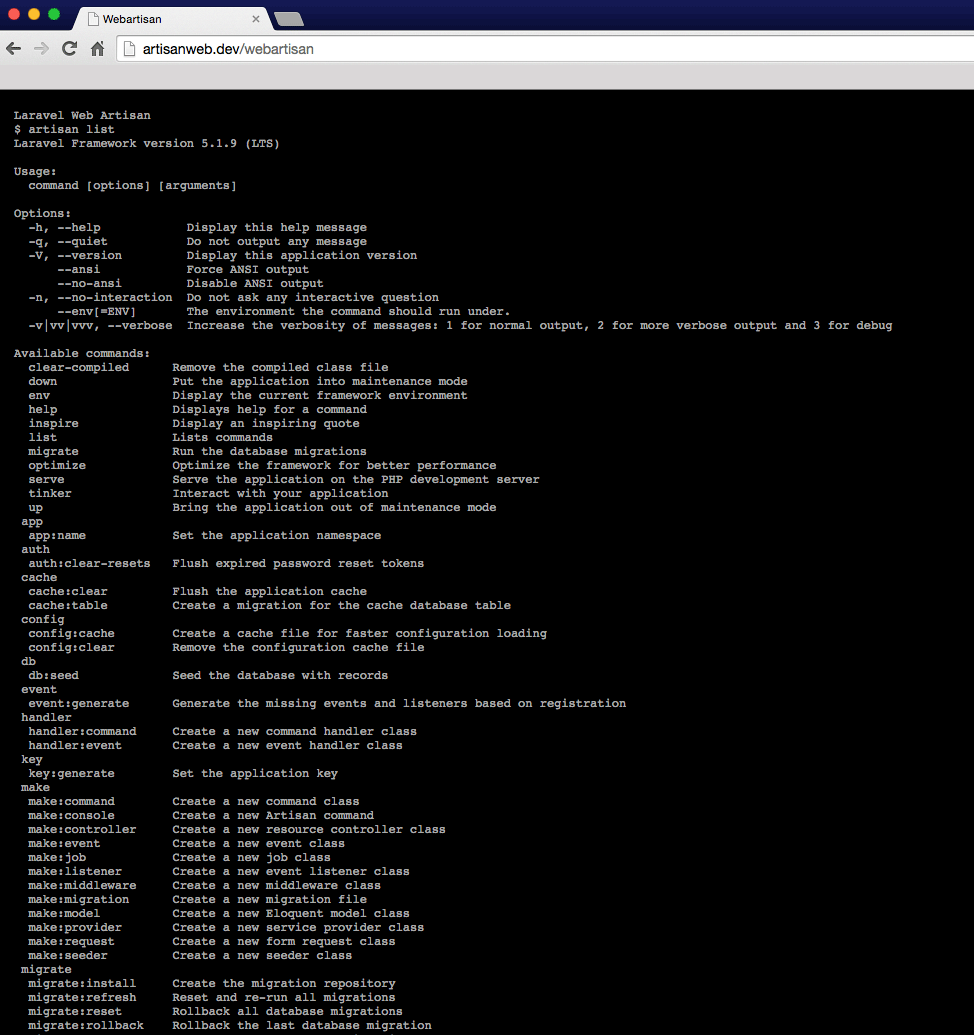 Webartisan
artisanweb.dev/webartisan
Laravel Web Artisan
$ artisan list
Laravel Framework version 5.1.9 (LTS)
Usage:
command [options] [arguments]
Options:
-h, --help Display this help message
-q, --quiet Do not output any message
-V, --version Display this application version
--ansi Force ANSI output
--no-ansi Disable ANSI output
-n, --no-interaction Do not ask any interactive question
--env[=ENV] The environment the command should run under.
-v|vv|vvv, --verbose Increase the verbosity of messages: 1 for normal output, 2 for more verbose output and 3 for debug
Available commands:
clear-compiled Remove the compiled class file
down Put the application into maintenance mode
env Display the current framework environment
help Displays help for a command
inspire Display an inspiring quote
list Lists commands
migrate Run the database migrations
optimize Optimize the framework for better performance
serve Serve the application on the PHP development server
tinker Interact with your application
up Bring the application out of maintenance mode
app
app:name Set the application namespace
auth
auth:clear-resets Flush expired password reset tokens
cache
cache:clear Flush the application cache
cache:table Create a migration for the cache database table
config
config:cache Create a cache file for faster configuration loading
config:clear Remove the configuration cache file
db
db:seed Seed the database with records
event
event:generate Generate the missing events and listeners based on registration
handler
handler:command Create a new command handler class
handler:event Create a new event handler class
key
key:generate Set the application key
make
make:command Create a new command class
make:console Create a new Artisan command
make:controller Create a new resource controller class
make:event Create a new event class
make:job Create a new job class
make:listener Create a new event listener class
make:middleware Create a new middleware class
make:migration Create a new migration file
make:model Create a new Eloquent model class
make:provider Create a new service provider class
make:request Create a new form request class
make:seeder Create a new seeder class
migrate
migrate:install Create the migration repository
migrate:refresh Reset and re-run all migrations
migrate:reset Rollback all database migrations
migrate:rollback Rollback the last database migration